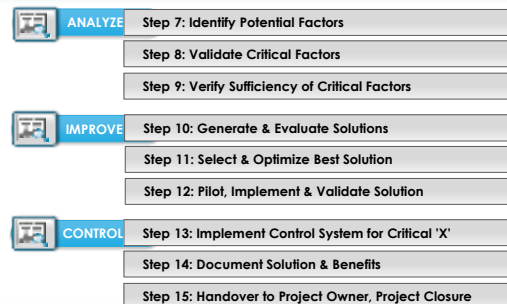 ANALYZE
Step 7: Identify Potential Factors
Step 8: Validate Critical Factors
Step 9: Verify Sufficiency of Critical Factors
IMPROVE
Step 10: Generate & Evaluate Solutions
Step 11: Select & Optimize Best Solution
Step 12: Pilot, Implement & Validate Solution
CONTROL
Step 13: Implement Control System for Critical 'X'
Step 14: Document Solution & Benefits
Step 15: Handover to Project Owner, Project Closure